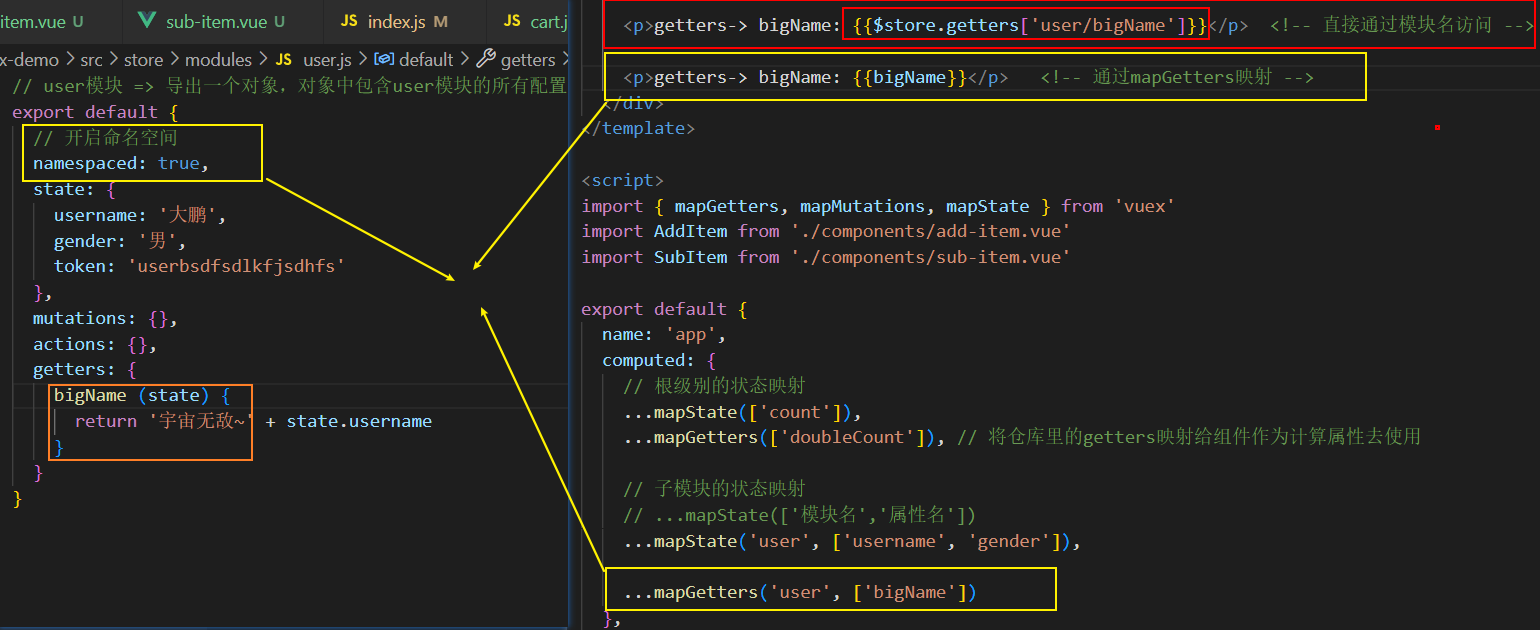 item.vue U
sub-item.vue U
JS index.js M
JS cart.j
x-demo > src > store > modules > JS user.js > default > getters >
// user模块 => 导出一个对象，对象中包含user模块的所有配置
export default {
// 开启命名空间
namespaced: true,
state: {
username: '大鹏',
gender: '男',
token: 'userbsdfsdlkfjsdhfs'
},
mutations: {},
actions: {},
getters: {
bigName (state) {
return '宇宙无敌~' + state.username
}
}
}
<p>getters-> bigName: {{$store.getters['user/bigName']}}</p> <!-- 直接通过模块名访问 -->
<p>getters-> bigName: {{bigName}}</p> <!-- 通过mapGetters映射 -->
</div>
</template>
<script>
import { mapGetters, mapMutations, mapState } from 'vuex'
import AddItem from './components/add-item.vue'
import SubItem from './components/sub-item.vue'
export default {
name: 'app',
computed: {
// 根级别的状态映射
...mapState(['count']),
...mapGetters(['doubleCount']), // 将仓库里的getters映射给组件作为计算属性去使用
// 子模块的状态映射
// ...mapState(['模块名','属性名'])
...mapState('user', ['username', 'gender']),
...mapGetters('user', ['bigName'])
},